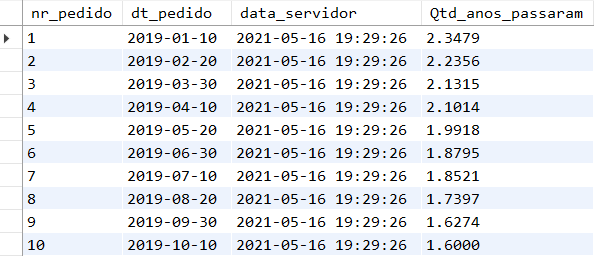 nr_pedido dt_pedido data_servidor Qtd_anos_passaram
1 2019-01-10 2021-05-16 19:29:26 2.3479
2 2019-02-20 2021-05-16 19:29:26 2.2356
3 2019-03-30 2021-05-16 19:29:26 2.1315
4 2019-04-10 2021-05-16 19:29:26 2.1014
5 2019-05-20 2021-05-16 19:29:26 1.9918
6 2019-06-30 2021-05-16 19:29:26 1.8795
7 2019-07-10 2021-05-16 19:29:26 1.8521
8 2019-08-20 2021-05-16 19:29:26 1.7397
9 2019-09-30 2021-05-16 19:29:26 1.6274
10 2019-10-10 2021-05-16 19:29:26 1.6000